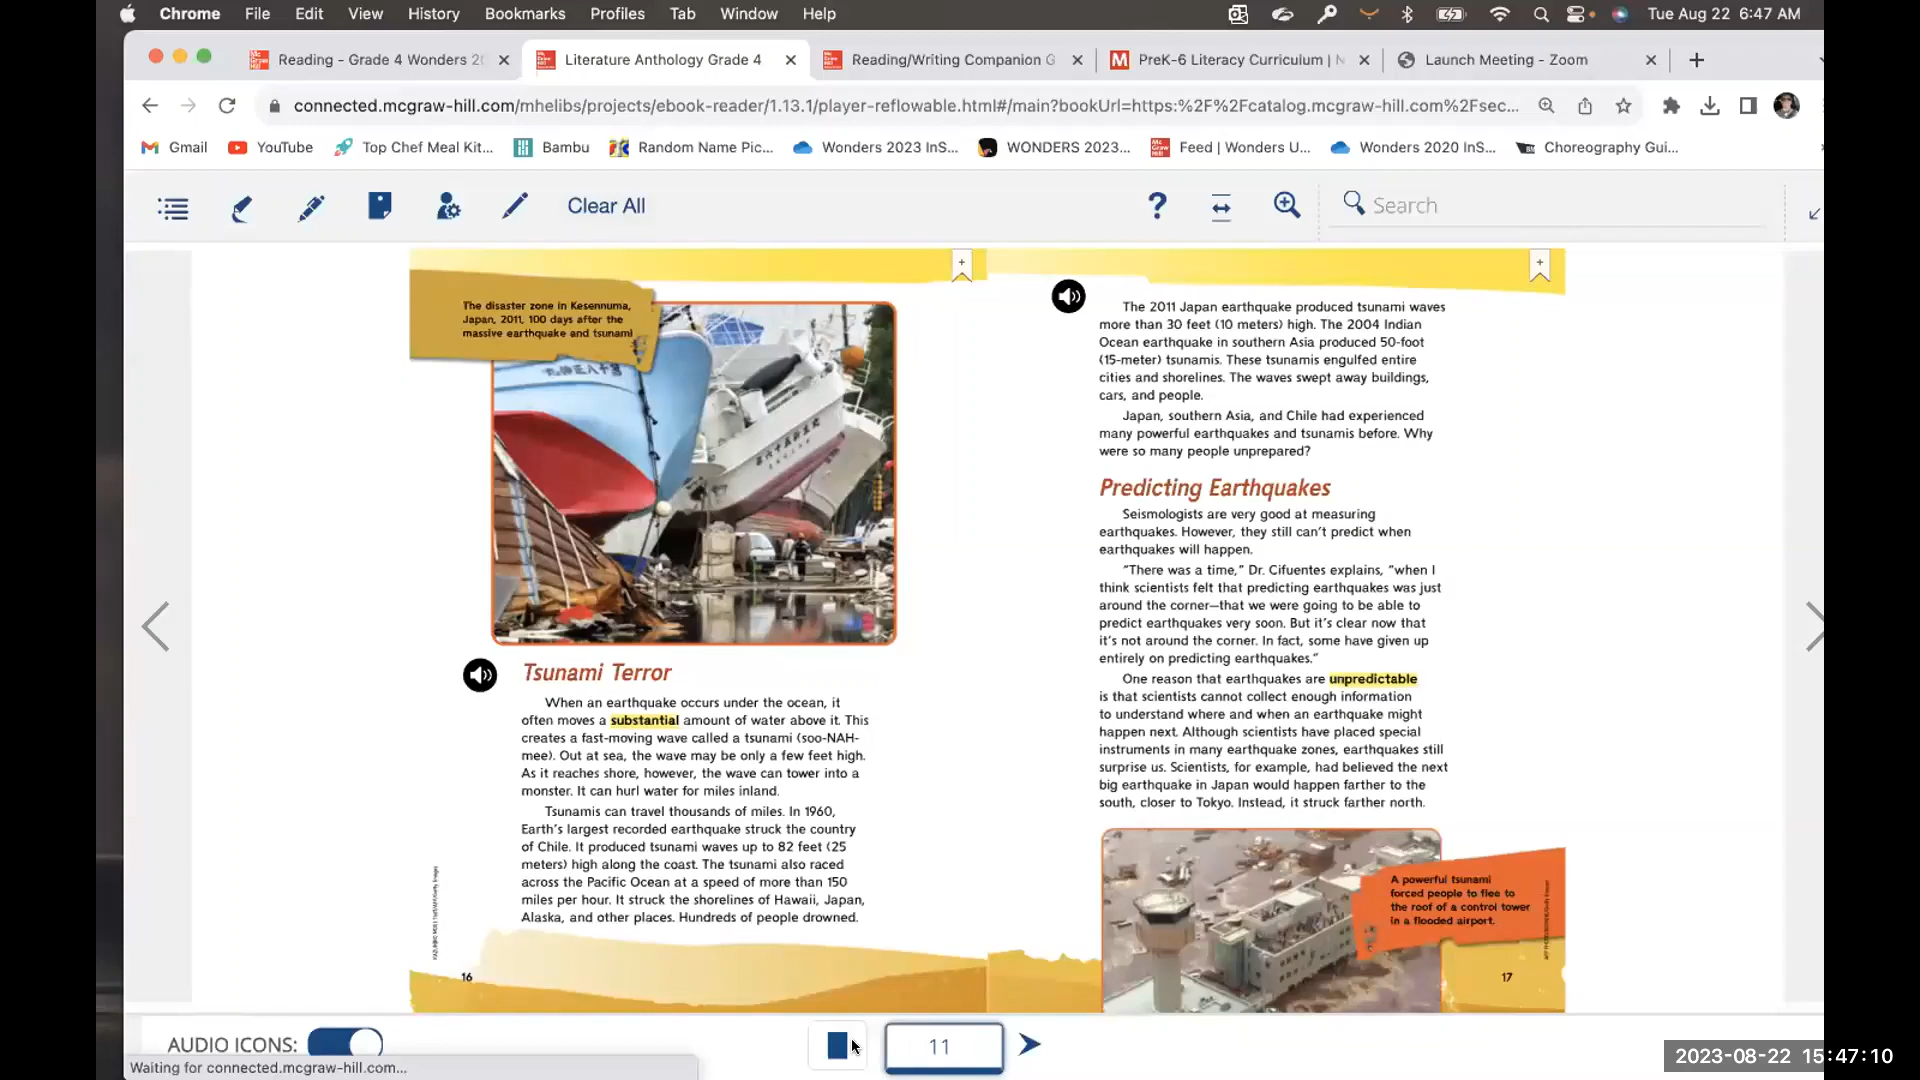 Chrome File Edit View History Bookmarks Profiles Tab Window Help Tue Aug 22 6:47 AM
Reading - Grade 4 Wonders 2 Literature Anthology Grade 4 Reading/Writing Companion G PreK-6 Literacy Curriculum | N Launch Meeting - Zoom
connected.mcgraw-hill.com/mhelibs/projects/ebook-reader/1.13.1/player-reflowable.html#/main?bookUrl=https:%2F%2Fcatalog.mcgraw-hill.com%2Fsec...
Gmail YouTube Top Chef Meal Kit... Bambu Random Name Pic... Wonders 2023 InS... WONDERS 2023... Feed | Wonders U... Wonders 2020 InS... Choreography Gui...
Clear All ? Search
The disaster zone in Kesennuma,
Japan, 2011, 100 days after the
massive earthquake and tsunami
Tsunami Terror
When an earthquake occurs under the ocean, it
often moves a substantial amount of water above it. This
creates a fast-moving wave called a tsunami (soo-NAH-
mee). Out at sea, the wave may be only a few feet high.
As it reaches shore, however, the wave can tower into a
monster. It can hurl water for miles inland.
Tsunamis can travel thousands of miles. In 1960,
Earth's largest recorded earthquake struck the country
of Chile. It produced tsunami waves up to 82 feet (25
meters) high along the coast. The tsunami also raced
across the Pacific Ocean at a speed of more than 150
miles per hour. It struck the shorelines of Hawaii, Japan,
Alaska, and other places. Hundreds of people drowned.
16
The 2011 Japan earthquake produced tsunami waves
more than 30 feet (10 meters) high. The 2004 Indian
Ocean earthquake in southern Asia produced 50-foot
(15-meter) tsunamis. These tsunamis engulfed entire
cities and shorelines. The waves swept away buildings,
cars, and people.
Japan, southern Asia, and Chile had experienced
many powerful earthquakes and tsunamis before. Why
were so many people unprepared?
Predicting Earthquakes
Seismologists are very good at measuring
earthquakes. However, they still can't predict when
earthquakes will happen.
"There was a time," Dr. Cifuentes explains, "when I
think scientists felt that predicting earthquakes was just
around the corner—that we were going to be able to
predict earthquakes very soon. But it's clear now that
it's not around the corner. In fact, some have given up
entirely on predicting earthquakes."
One reason that earthquakes are unpredictable
is that scientists cannot collect enough information
to understand where and when an earthquake might
happen next. Although scientists have placed special
instruments in many earthquake zones, earthquakes still
surprise us. Scientists, for example, had believed the next
big earthquake in Japan would happen farther to the
south, closer to Tokyo. Instead, it struck farther north.
A powerful tsunami
forced people to flee to
the roof of a control tower
in a flooded airport.
17
AUDIO ICONS: 11
Waiting for connected.mcgraw-hill.com...
2023-08-22 15:47:10